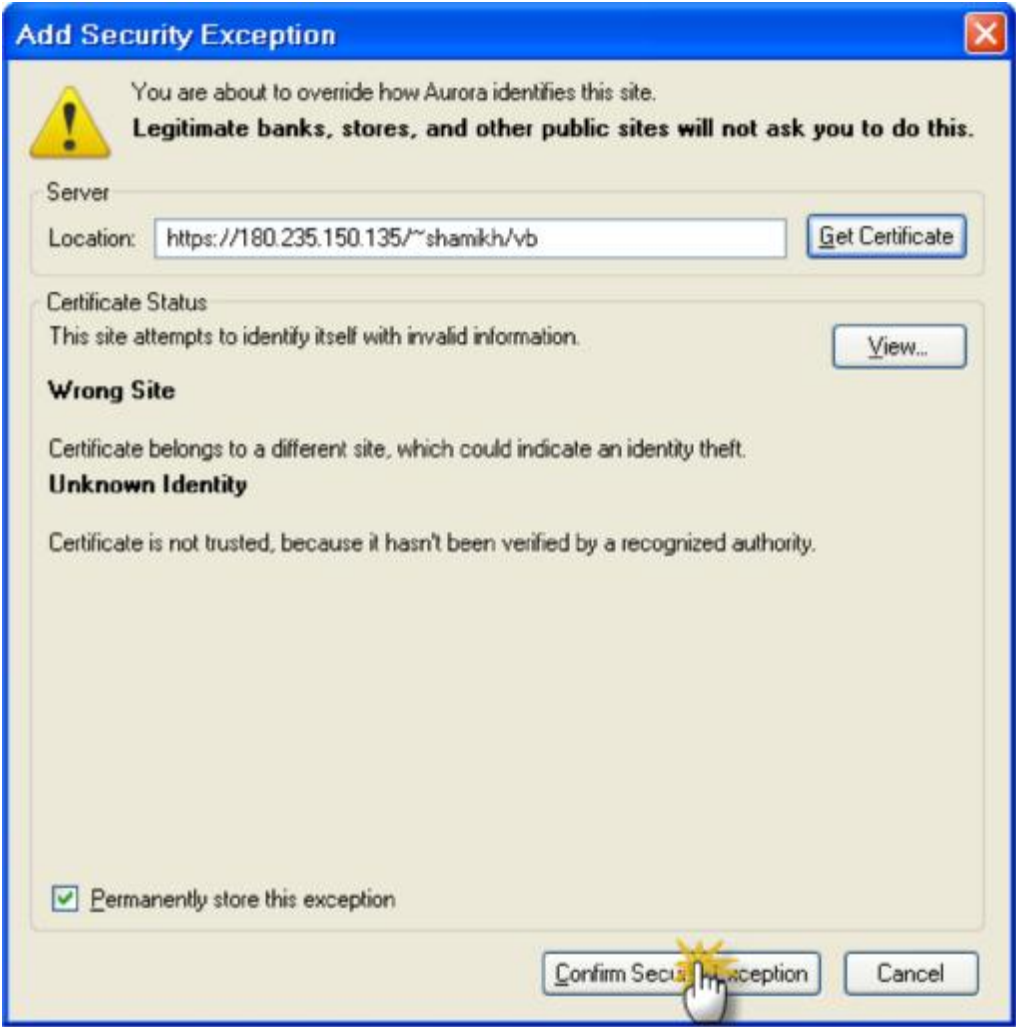 Add Security Exception
You are about to override how Aurora identifies this site.
Legitimate banks, stores, and other public sites will not ask you to do this.
Server
Location: https://180.235.150.135/~shamikh/vb Get Certificate
Certificate Status
This site attempts to identify itself with invalid information.
View...
Wrong Site
Certificate belongs to a different site, which could indicate an identity theft.
Unknown Identity
Certificate is not trusted, because it hasn't been verified by a recognized authority.
Permanently store this exception
Confirm Security Exception Cancel